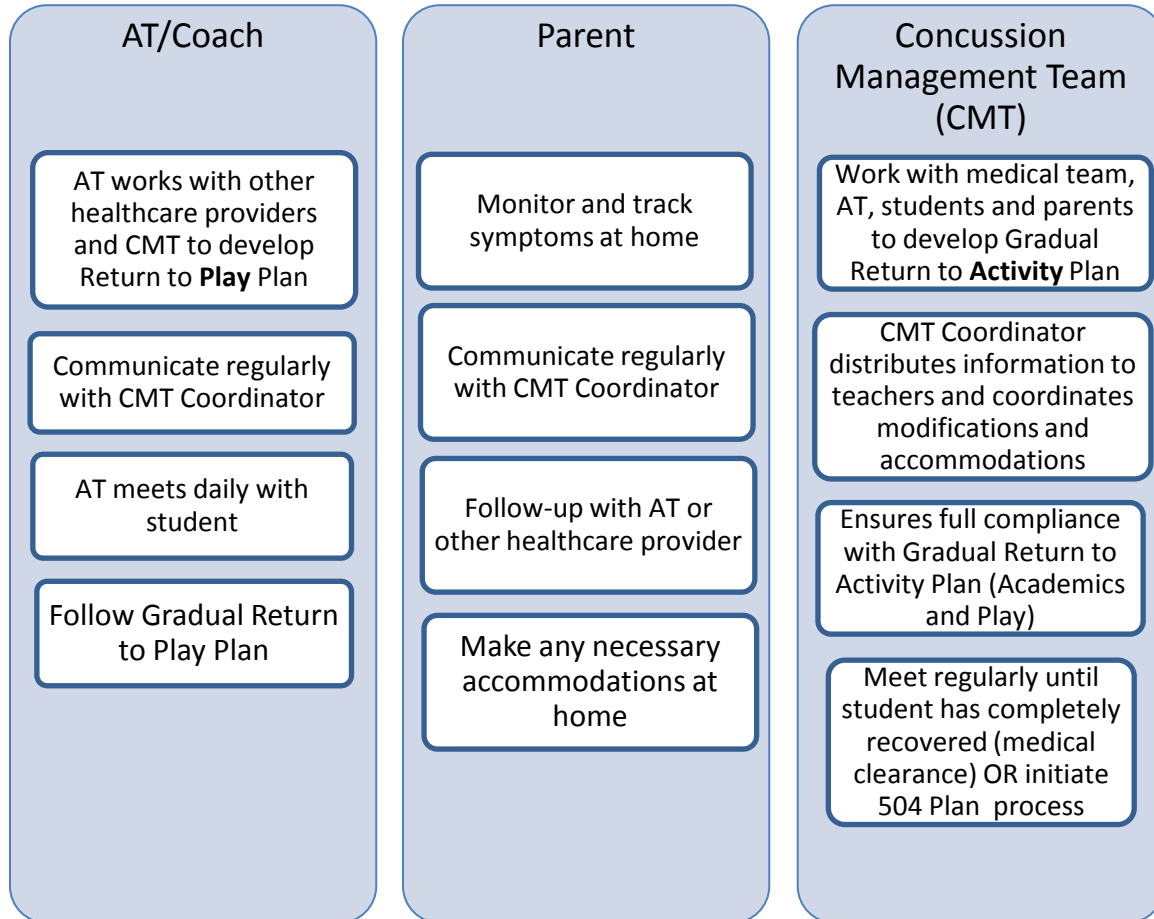 AT/Coach
AT works with other
healthcare providers
and CMT to develop
Return to Play Plan
Communicate regularly
with CMT Coordinator
AT meets daily with
student
Follow Gradual Return
to Play Plan
Parent
Monitor and track
symptoms at home
Communicate regularly
with CMT Coordinator
Follow-up with AT or
other healthcare provider
Make any necessary
accommodations at
home
Concussion
Management Team
(CMT)
Work with medical team,
AT, students and parents
to develop Gradual
Return to Activity Plan
CMT Coordinator
distributes information to
teachers and coordinates
modifications and
accommodations
Ensures full compliance
with Gradual Return to
Activity Plan (Academics
and Play)
Meet regularly until
student has completely
recovered (medical
clearance) OR initiate
504 Plan process